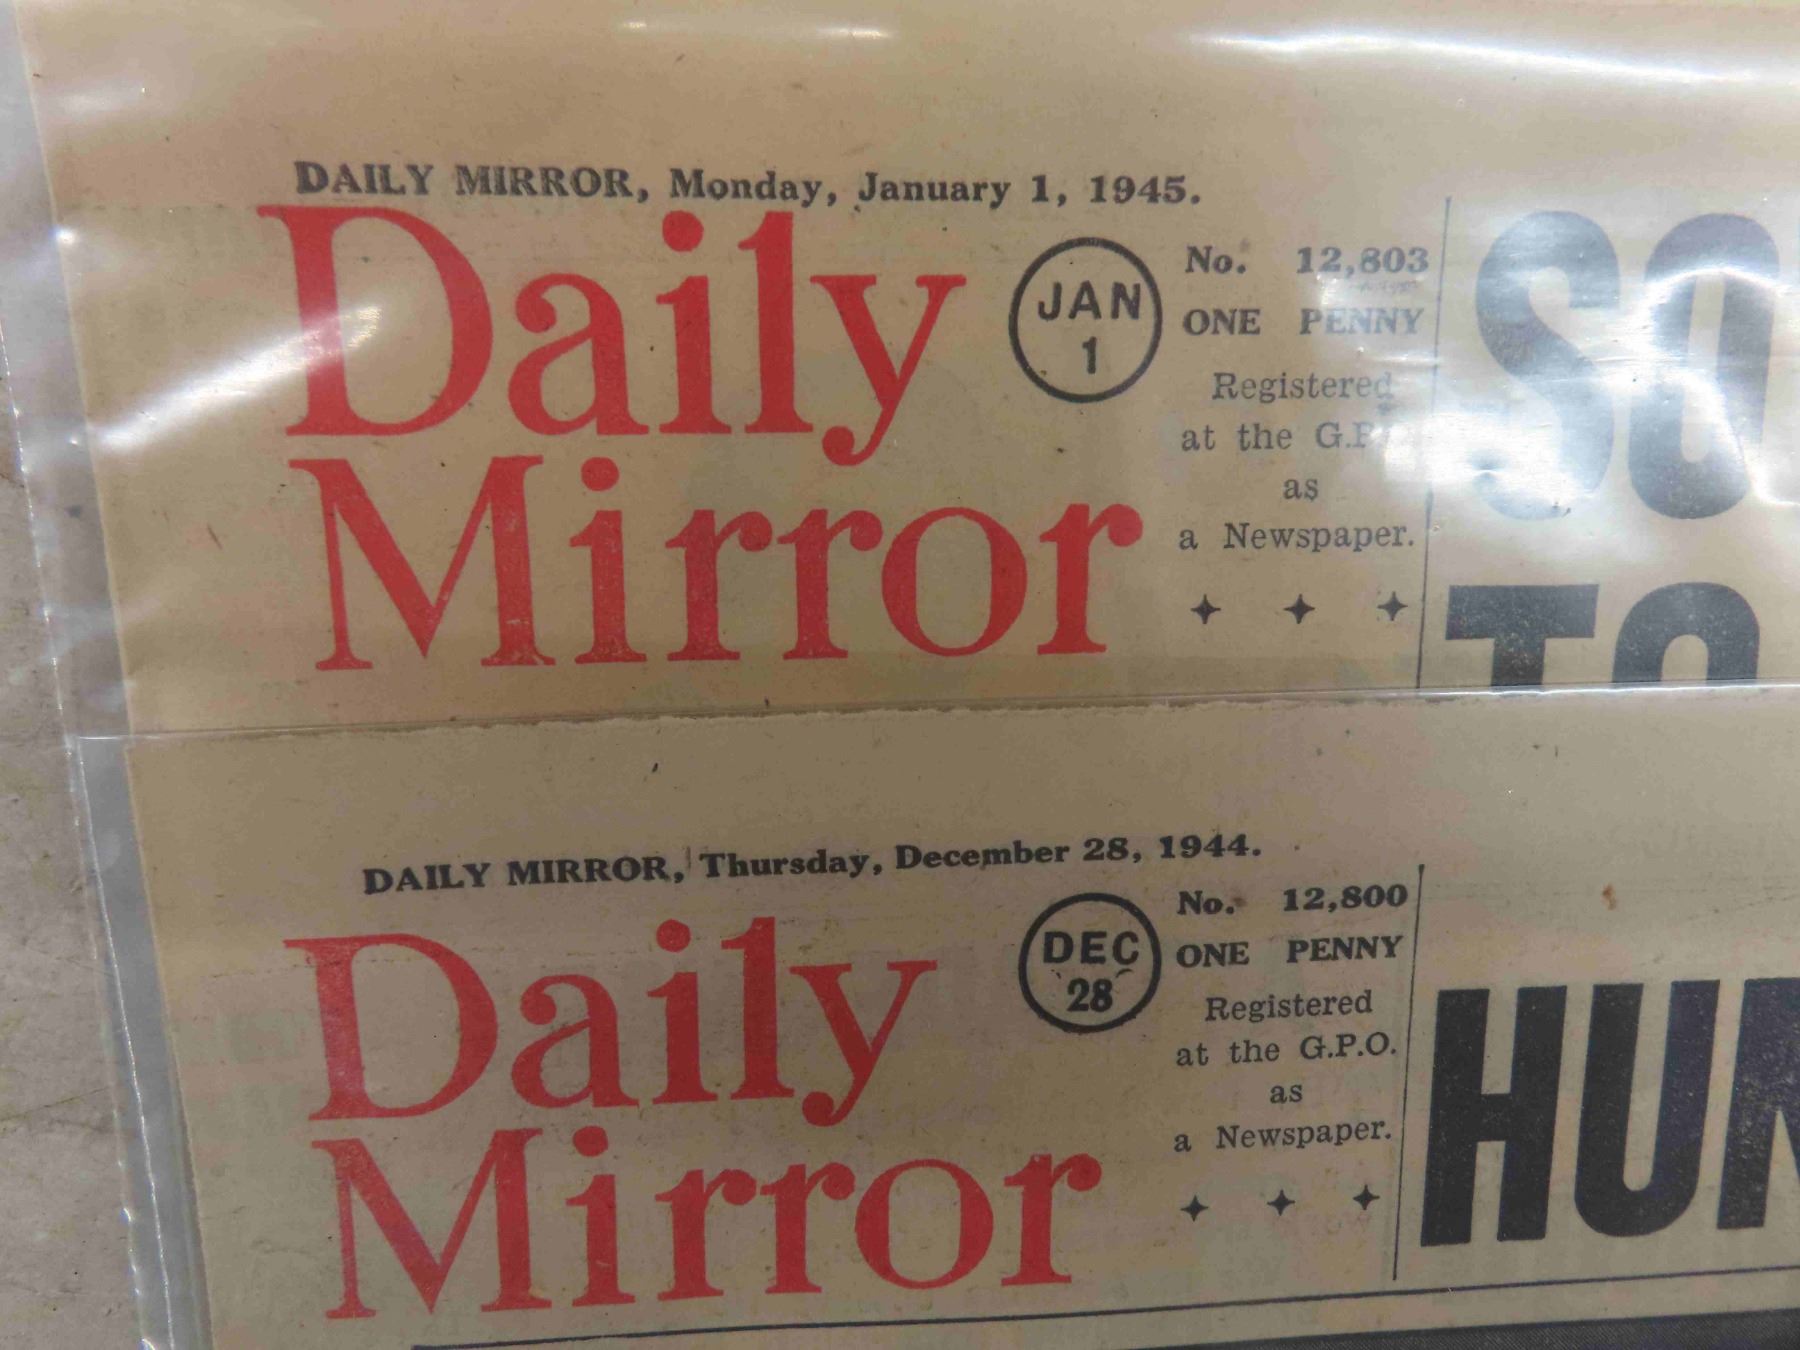 DAILY MIRROR, Monday, January 1, 1945.
Daily
Mirror
JAN
1
No. 12,803
ONE PENNY
Registered
at the
as
a Newspaper.
TO
DAILY MIRROR, Thursday, December 28, 1944.
Daily
Mirror
DEC
28
No. 12,800
ONE PENNY
Registered
at the G.P.O.
as
a Newspaper.